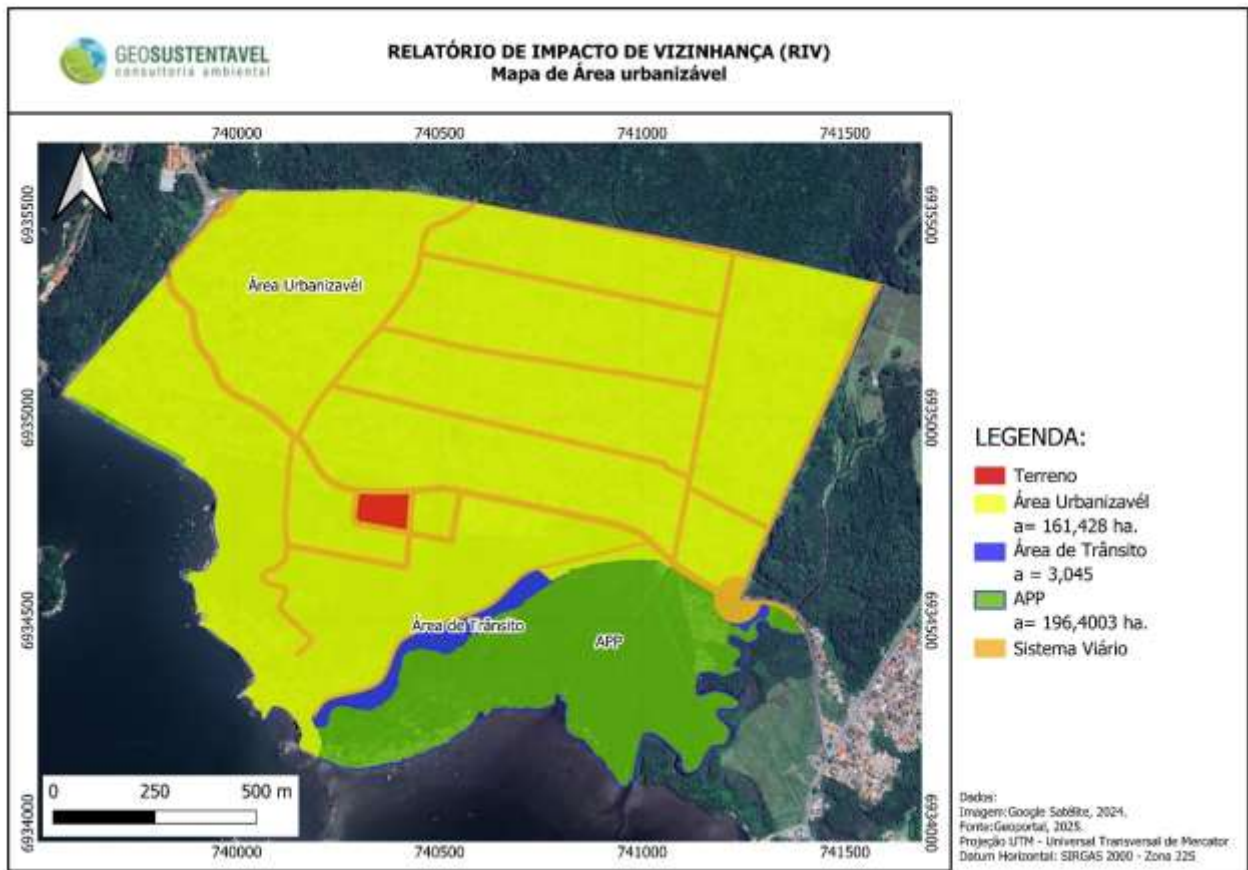 GEOSUSTENTAVEL
consultoria ambiental
RELATÓRIO DE IMPACTO DE VIZINHANÇA (RIV)
Mapa de Área urbanizável
740000 740500 741000 741500
6935500 6935500
Área Urbanizavél
6935000 6935000
6934500 6934500
Área de Trânsito
APP
0 250 500 m
6934000 6934000
740000 740500 741000 741500
LEGENDA:
Terreno
Área Urbanizavél
a= 161,428 ha.
Área de Trânsito
a = 3,045
APP
a= 196,4003 ha.
Sistema Viário
Dados:
Imagem:Google Satélite, 2024.
Fonte:Geoportal, 2025.
Projeção UTM - Universal Transversal de Mercator
Datum Horizontal: SIRGAS 2000 - Zona 22S